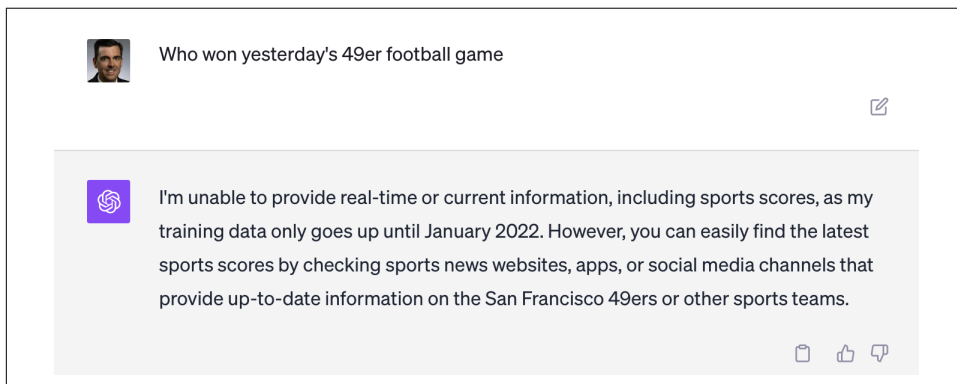 Who won yesterday's 49er football game
I'm unable to provide real-time or current information, including sports scores, as my
training data only goes up until January 2022. However, you can easily find the latest
sports scores by checking sports news websites, apps, or social media channels that
provide up-to-date information on the San Francisco 49ers or other sports teams.